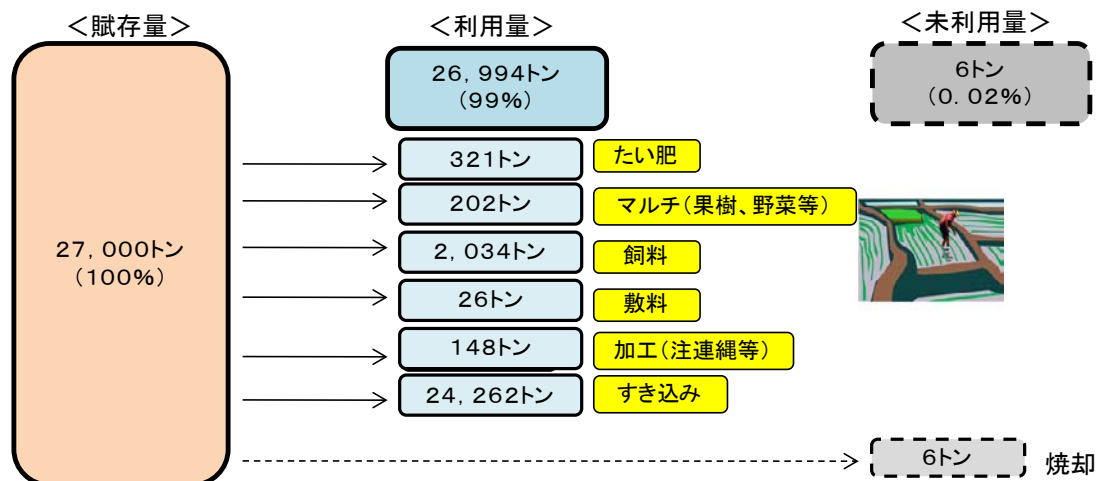 ＜賦存量＞
＜利用量＞
＜未利用量＞
27,000トン
(100%)
26,994トン
(99%)
6トン
(0.02%)
321トン
たい肥
202トン
マルチ(果樹、野菜等)
2,034トン
飼料
26トン
敷料
148トン
加工(注連縄等)
24,262トン
すき込み
6トン
焼却